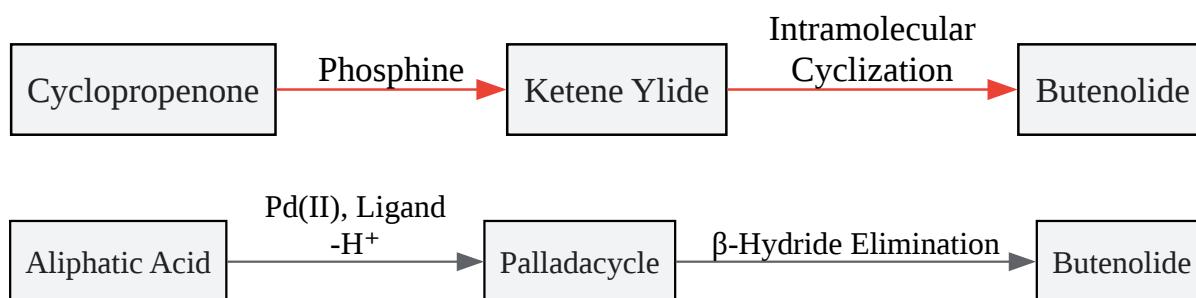 Cyclopropenone
Phosphine
Ketene Ylide
Intramolecular
Cyclization
Butenolide
Aliphatic Acid
Pd(II), Ligand
-H⁺
Palladacycle
β-Hydride Elimination
Butenolide